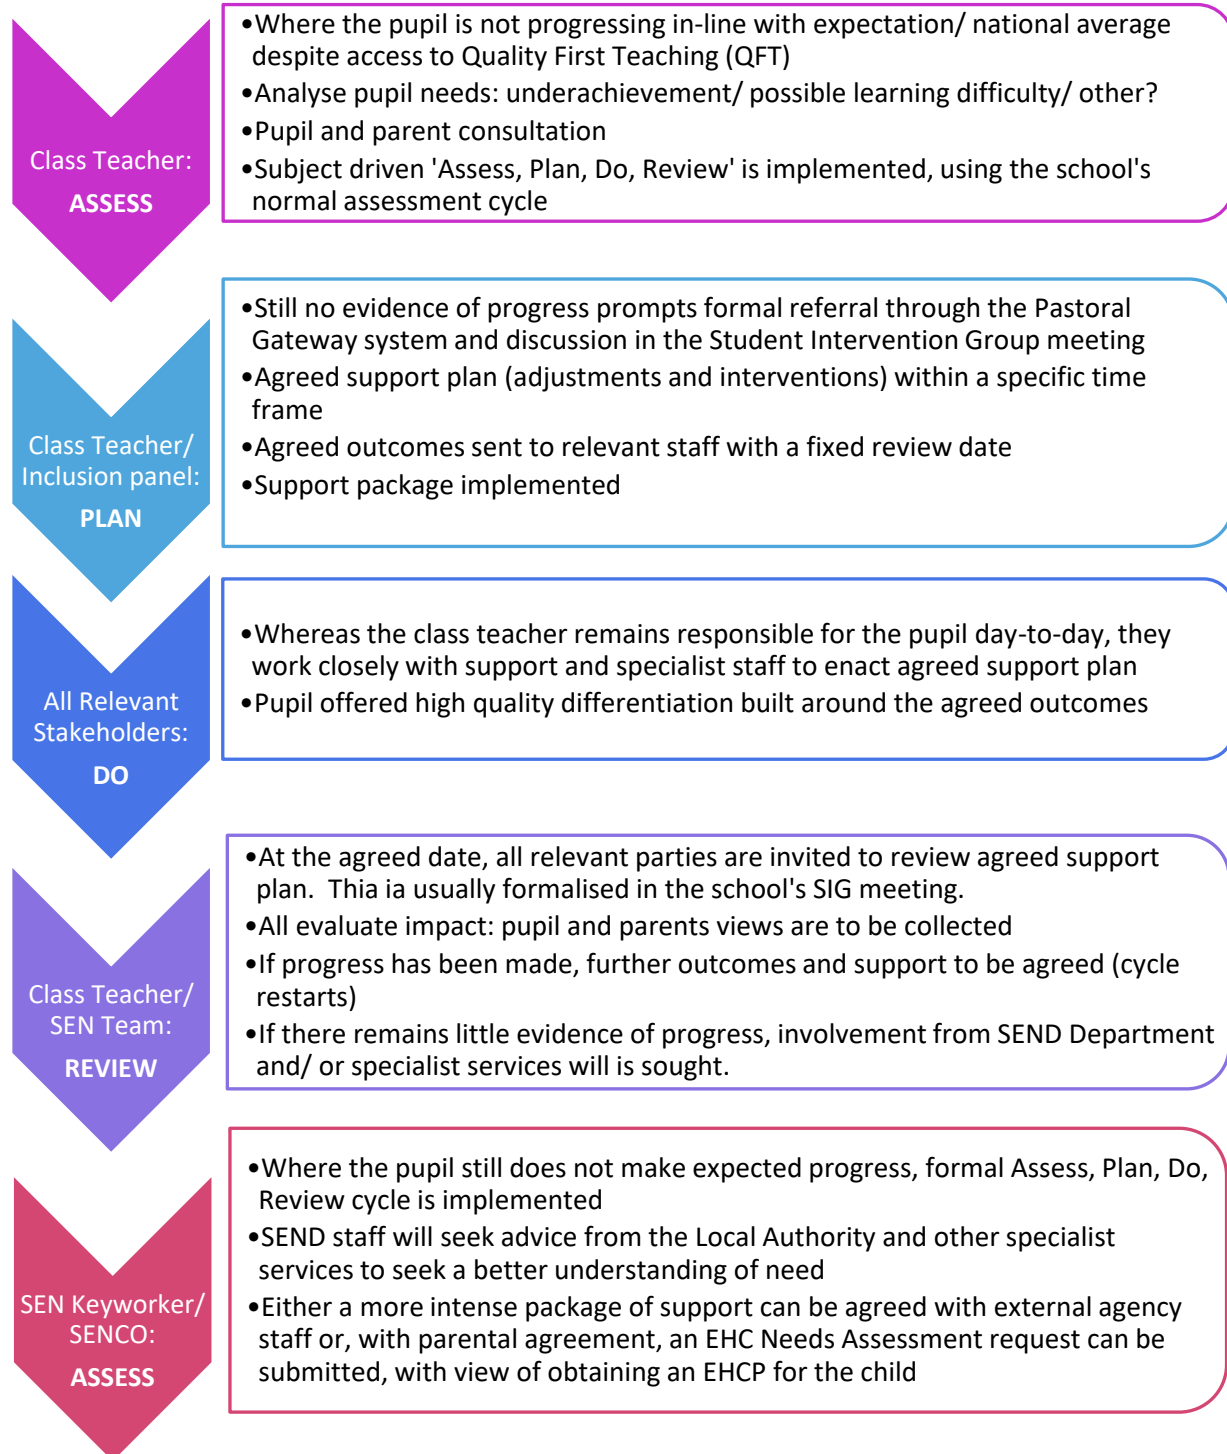 •Where the pupil is not progressing in-line with expectation/ national average
despite access to Quality First Teaching (QFT)
•Analyse pupil needs: underachievement/ possible learning difficulty/ other?
•Pupil and parent consultation
•Subject driven 'Assess, Plan, Do, Review' is implemented, using the school's
normal assessment cycle
Class Teacher:
ASSESS
•Still no evidence of progress prompts formal referral through the Pastoral
Gateway system and discussion in the Student Intervention Group meeting
•Agreed support plan (adjustments and interventions) within a specific time
frame
•Agreed outcomes sent to relevant staff with a fixed review date
•Support package implemented
Class Teacher/
Inclusion panel:
PLAN
•Whereas the class teacher remains responsible for the pupil day-to-day, they
work closely with support and specialist staff to enact agreed support plan
•Pupil offered high quality differentiation built around the agreed outcomes
All Relevant
Stakeholders:
DO
•At the agreed date, all relevant parties are invited to review agreed support
plan.  Thia ia usually formalised in the school's SIG meeting.
•All evaluate impact: pupil and parents views are to be collected
•If progress has been made, further outcomes and support to be agreed (cycle
restarts)
•If there remains little evidence of progress, involvement from SEND Department
and/ or specialist services will is sought.
Class Teacher/
SEN Team:
REVIEW
•Where the pupil still does not make expected progress, formal Assess, Plan, Do,
Review cycle is implemented
•SEND staff will seek advice from the Local Authority and other specialist
services to seek a better understanding of need
•Either a more intense package of support can be agreed with external agency
staff or, with parental agreement, an EHC Needs Assessment request can be
submitted, with view of obtaining an EHCP for the child
SEN Keyworker/
SENCO:
ASSESS